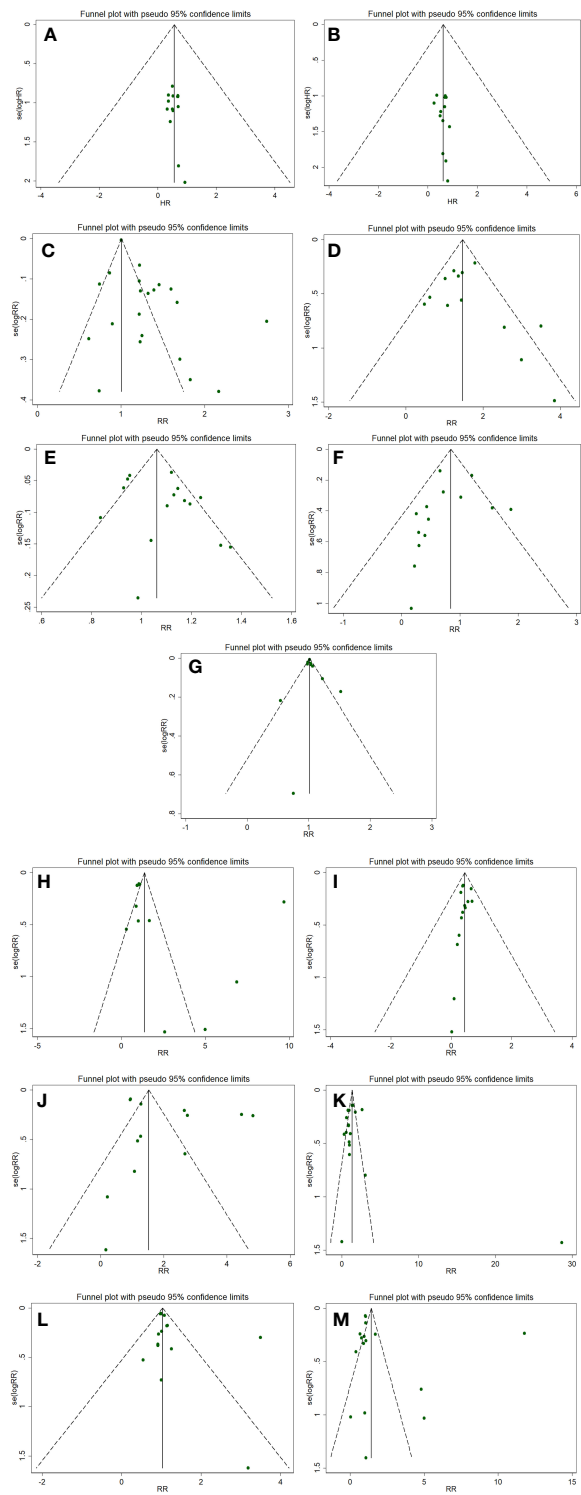 Funnel plot with pseudo 95% confidence limits
A
se(logHR)
0
.5
1
1.5
2
-4 -2 0 2 4
HR
Funnel plot with pseudo 95% confidence limits
B
se(logHR)
0
.5
1
1.5
2
-4 -2 0 2 4 6
HR
Funnel plot with pseudo 95% confidence limits
C
se(logRR)
0
.1
.2
.3
.4
0 1 2 3
RR
Funnel plot with pseudo 95% confidence limits
D
se(logRR)
0
.5
1
1.5
-2 0 2 4
RR
Funnel plot with pseudo 95% confidence limits
E
se(logRR)
0
.05
.1
.15
.2
.25
.6 .8 1 1.2 1.4 1.6
RR
Funnel plot with pseudo 95% confidence limits
F
se(logRR)
0
.2
.4
.6
.8
1
-1 0 1 2 3
RR
Funnel plot with pseudo 95% confidence limits
G
se(logRR)
0
.2
.4
.6
.8
-1 0 1 2 3
RR
Funnel plot with pseudo 95% confidence limits
H
se(logRR)
0
.5
1
1.5
-5 0 5 10
RR
Funnel plot with pseudo 95% confidence limits
I
se(logRR)
0
.5
1
1.5
-4 -2 0 2 4
RR
Funnel plot with pseudo 95% confidence limits
J
se(logRR)
0
.5
1
1.5
-2 0 2 4 6
RR
Funnel plot with pseudo 95% confidence limits
K
se(logRR)
0
.5
1
1.5
0 10 20 30
RR
Funnel plot with pseudo 95% confidence limits
L
se(logRR)
0
.5
1
1.5
-2 0 2 4
RR
Funnel plot with pseudo 95% confidence limits
M
se(logRR)
0
.5
1
1.5
0 5 10 15
RR